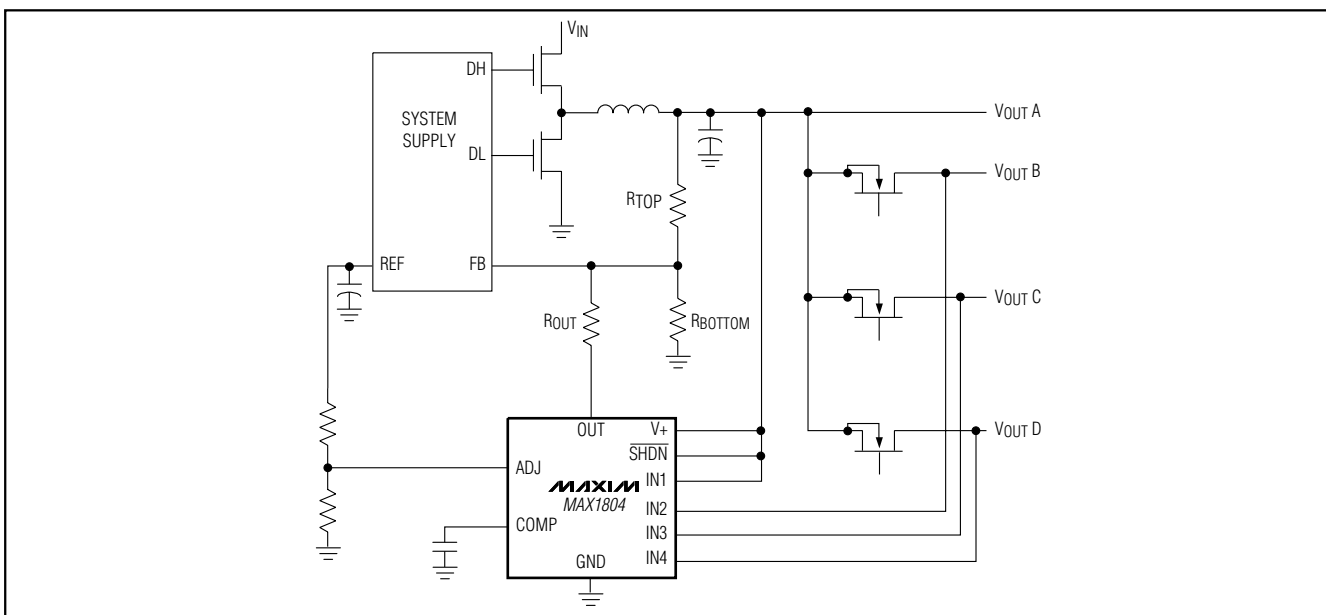 VIN
DH
SYSTEM
SUPPLY
DL
VOUT A
VOUT B
RTOP
REF
FB
VOUT C
ROUT
RBOTTOM
OUT
V+
VOUT D
SHDN
ADJ
IN1
MAXIM
MAX1804
IN2
COMP
IN3
GND
IN4